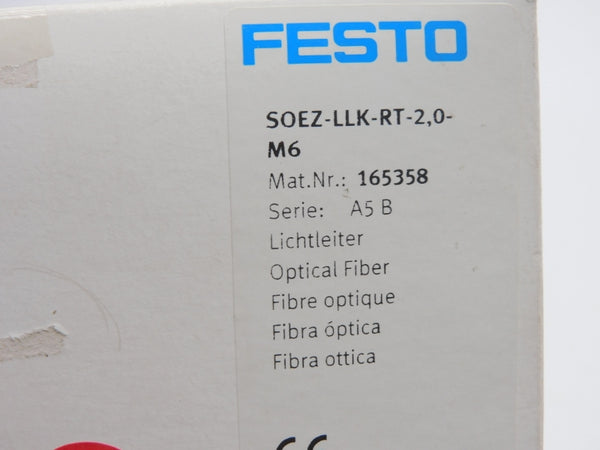 FESTO
SOEZ-LLK-RT-2,0-
M6
Mat.Nr.: 165358
Serie: A5 B
Lichtleiter
Optical Fiber
Fibre optique
Fibra óptica
Fibra ottica